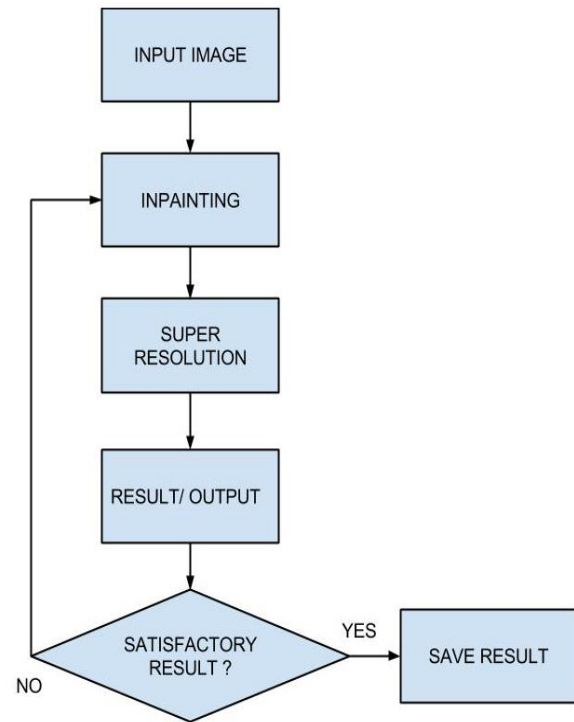 INPUT IMAGE
INPAINTING
SUPER
RESOLUTION
RESULT/ OUTPUT
SATISFACTORY
RESULT ?
YES
SAVE RESULT
NO